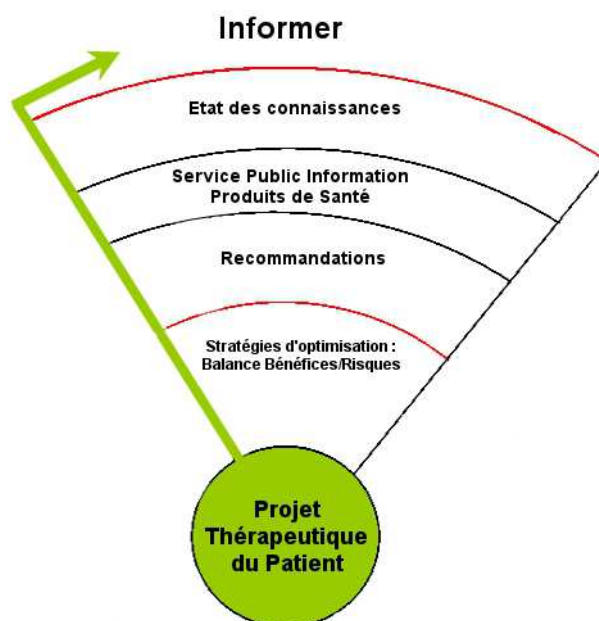 Informer
Etat des connaissances
Service Public Information
Produits de Santé
Recommandations
Stratégies d'optimisation :
Balance Bénéfices/Risques
Projet
Thérapeutique
du Patient